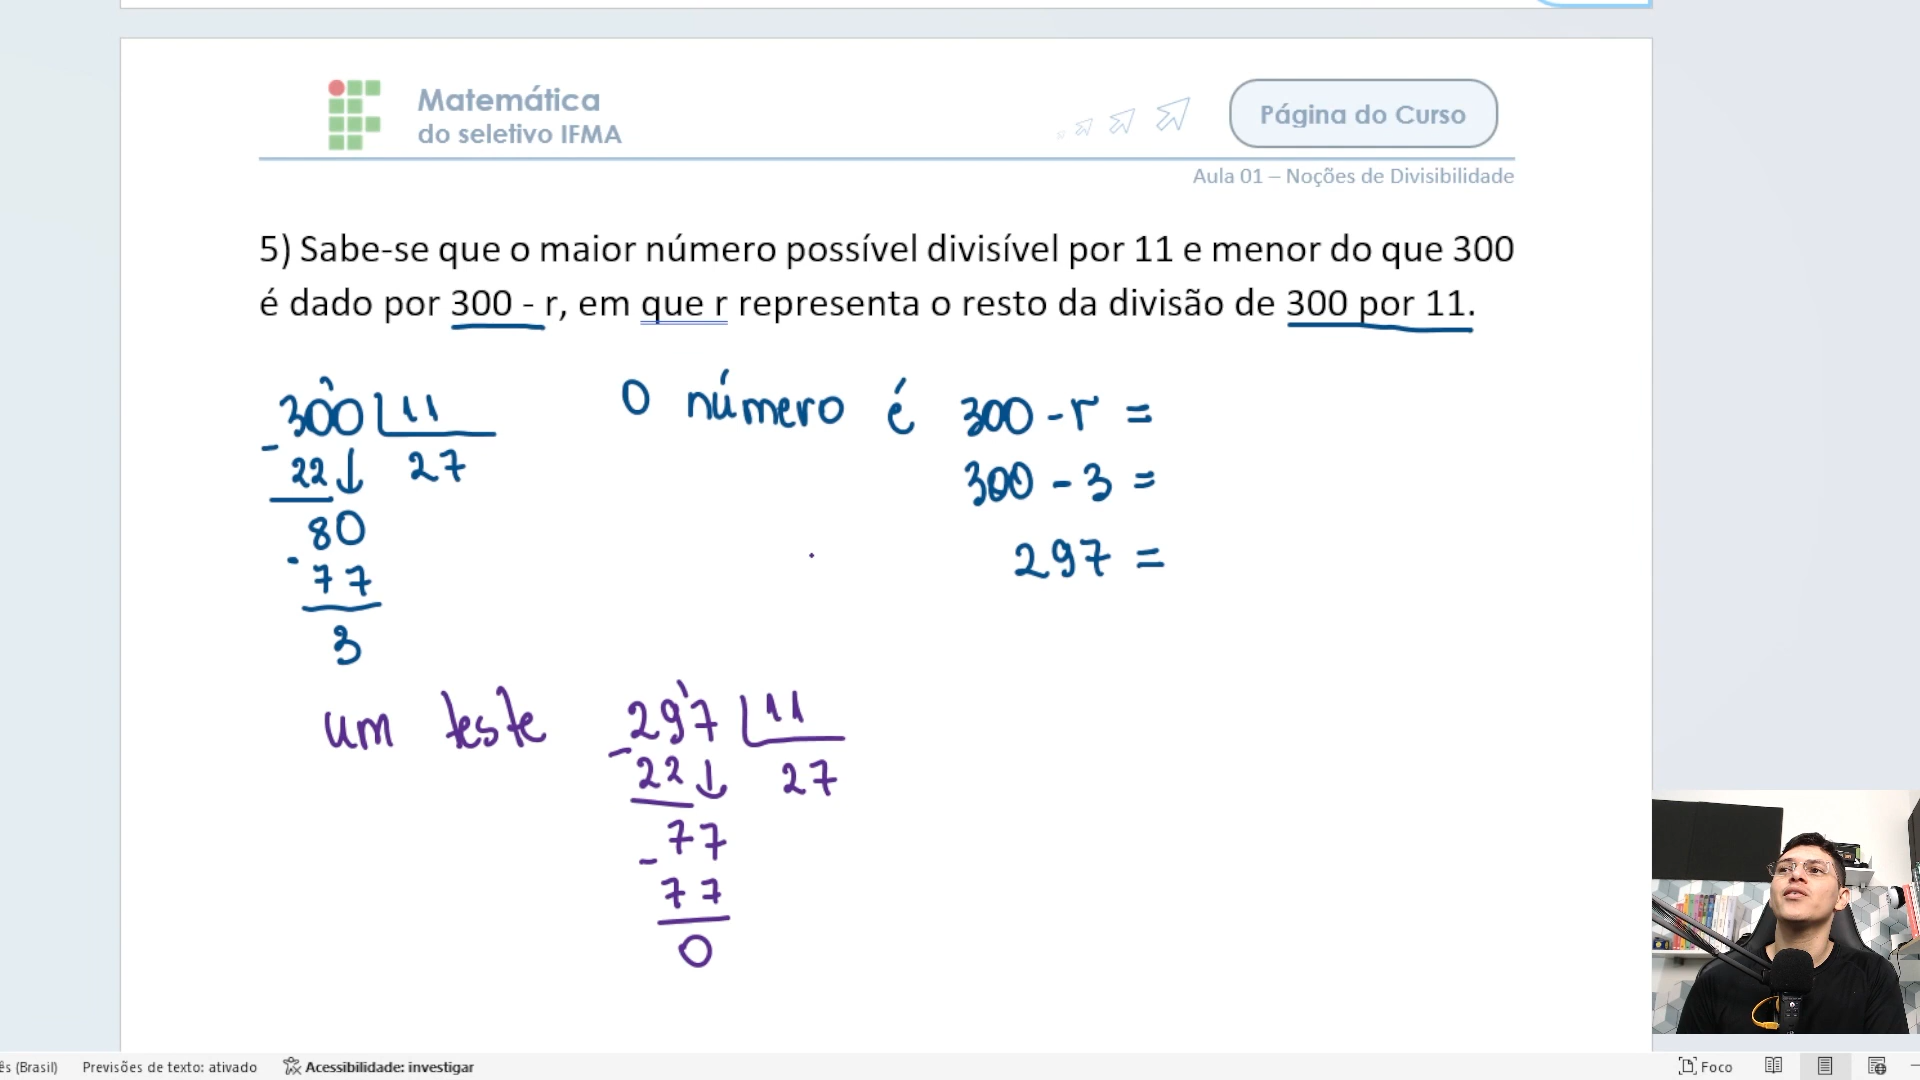 Matemática
do seletivo IFMA
Página do Curso
Aula 01 – Noções de Divisibilidade
5) Sabe-se que o maior número possível divisível por 11 e menor do que 300
é dado por 300 - r, em que r representa o resto da divisão de 300 por 11.
300 11
- 22 27
80
- 77
3
O número é 300 - r =
300 - 3 =
297 =
um teste
297 11
- 22 27
77
- 77
0
ês (Brasil) Previsões de texto: ativado Acessibilidade: investigar Foco